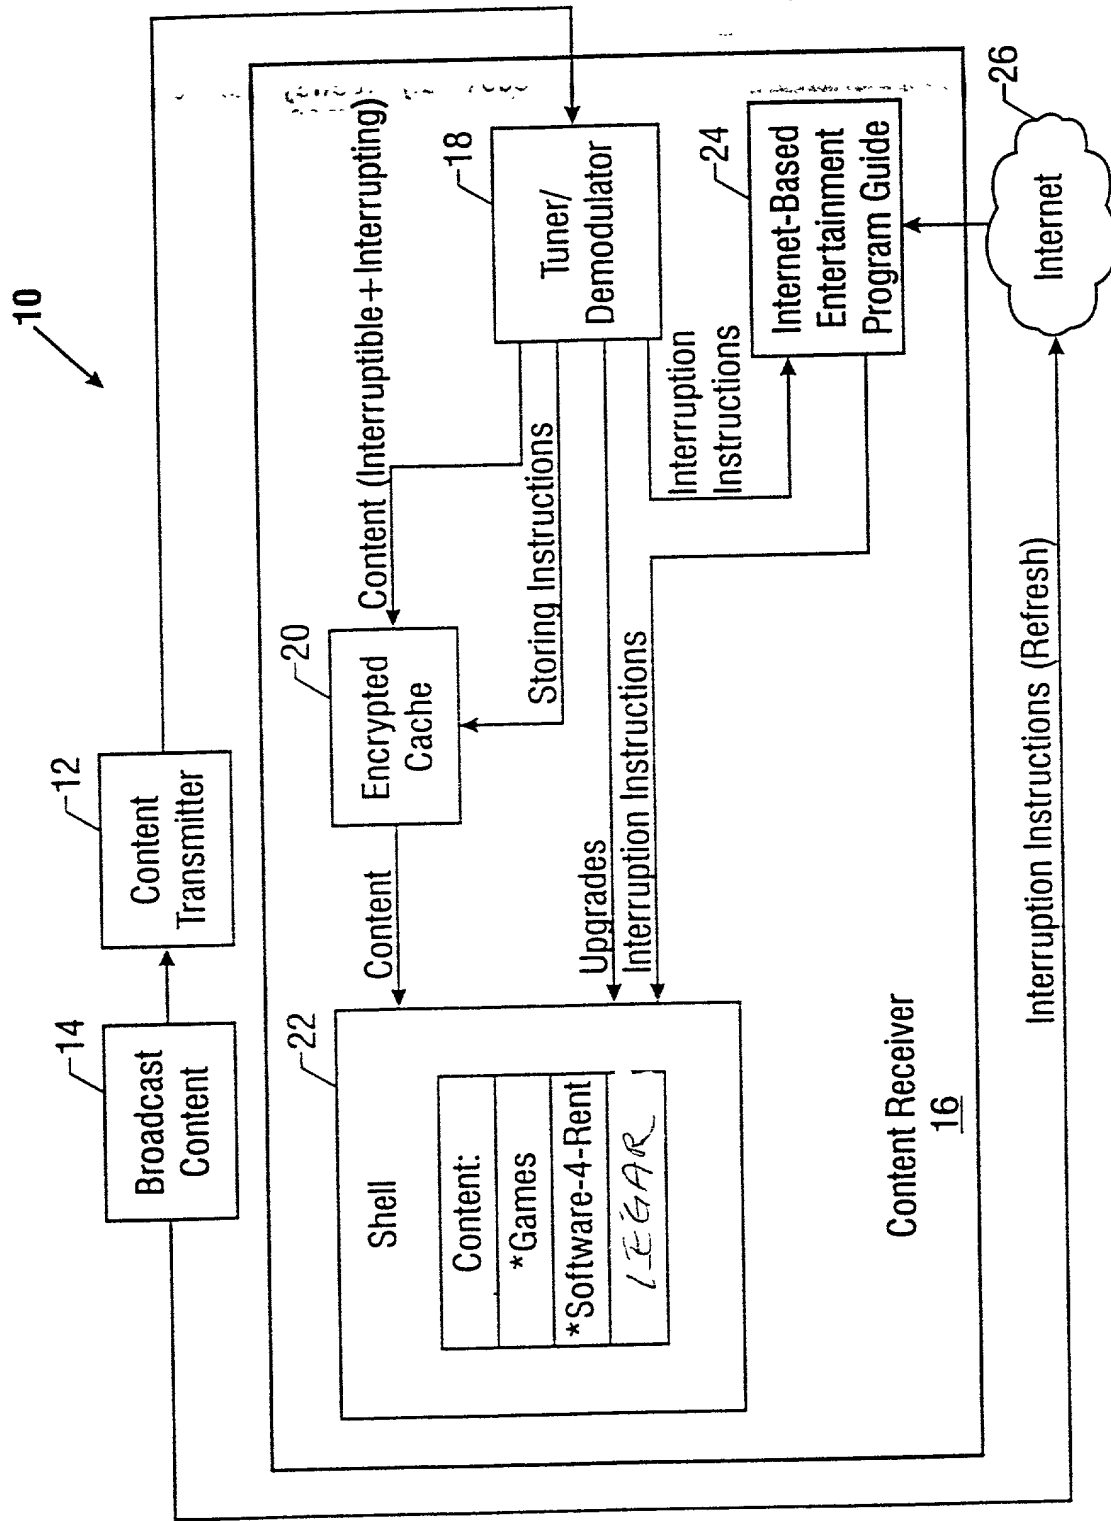 10
14
Broadcast
Content
12
Content
Transmitter
22
Shell
Content:
*Games
*Software-4-Rent
Content
20
Encrypted
Cache
Content (Interruptible+Interrupting)
Storing Instructions
18
Tuner/
Demodulator
Upgrades
Interruption Instructions
Interruption
Instructions
24
Internet-Based
Entertainment
Program Guide
Content Receiver
16
26
Internet
Interruption Instructions (Refresh)